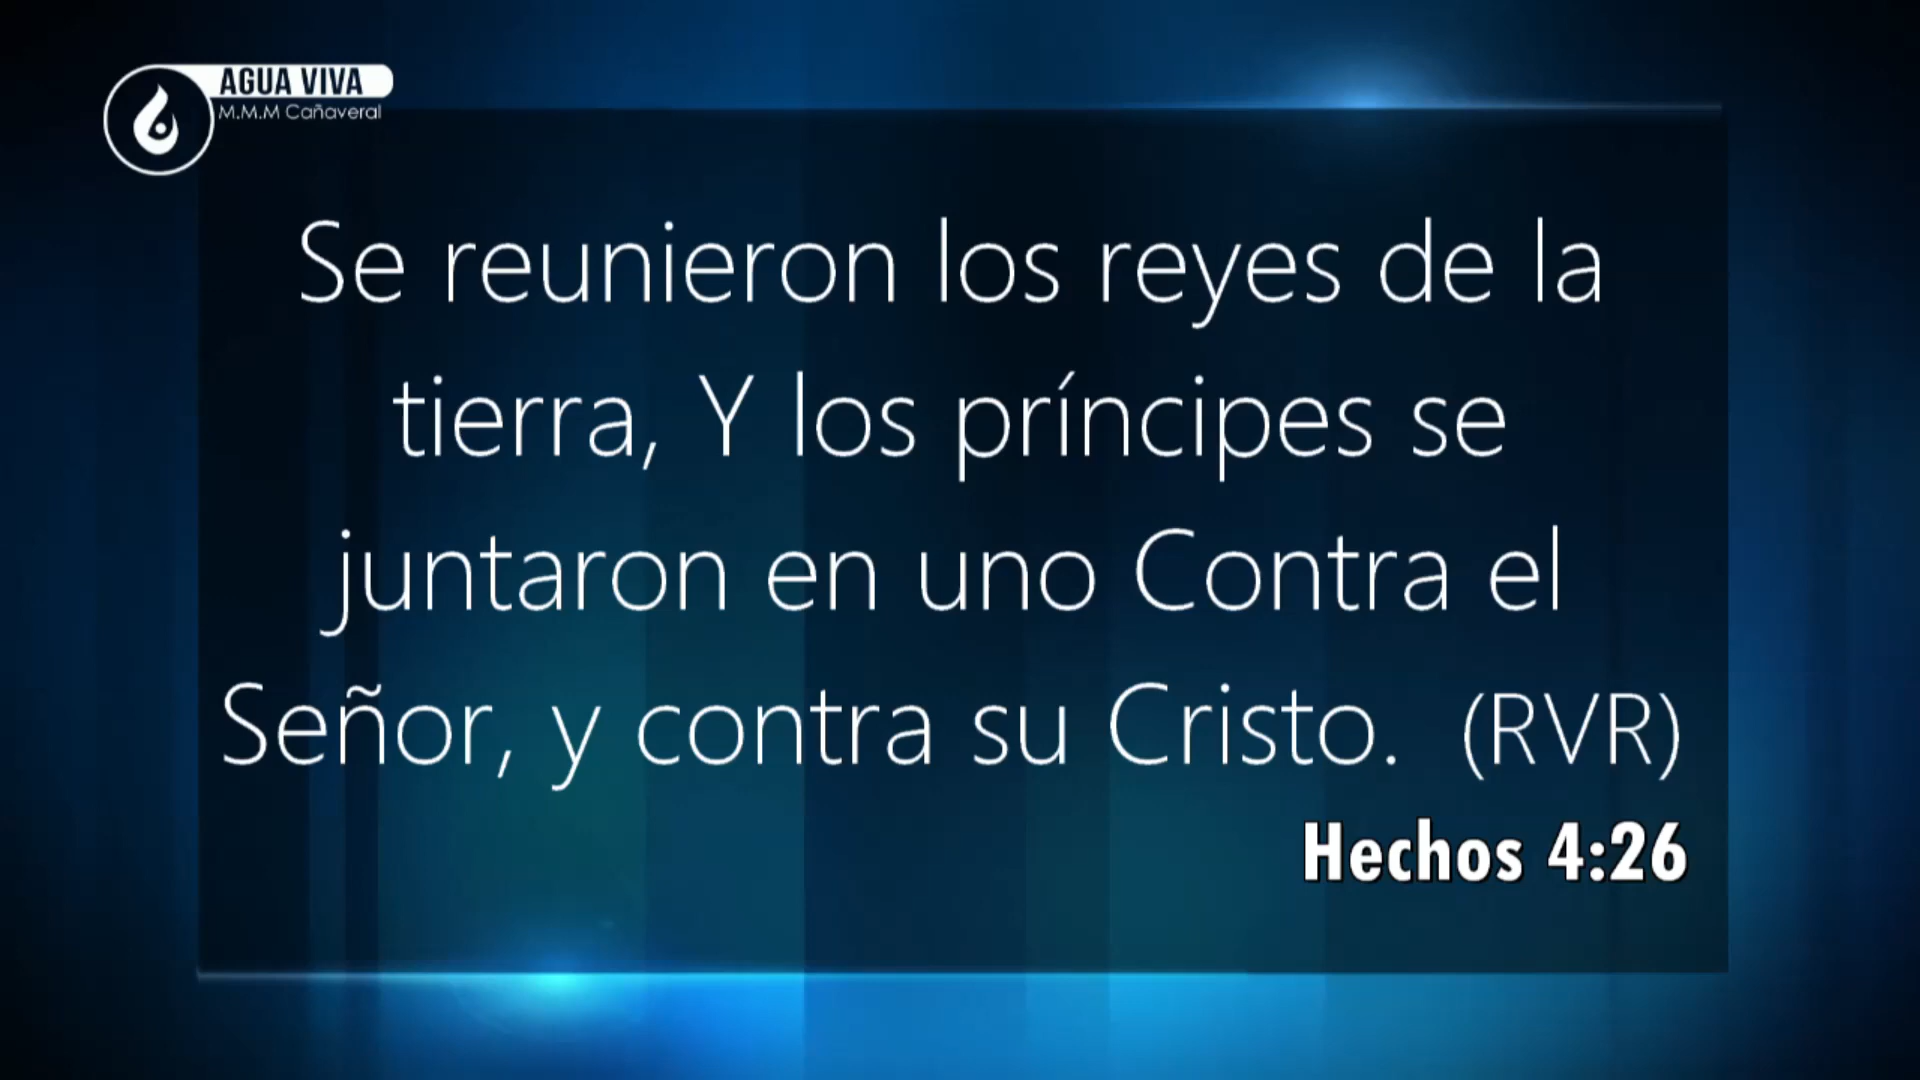 AGUA VIVA
M.M.M Cañaveral
Se reunieron los reyes de la
tierra, Y los príncipes se
juntaron en uno Contra el
Señor, y contra su Cristo.  (RVR)
Hechos 4:26